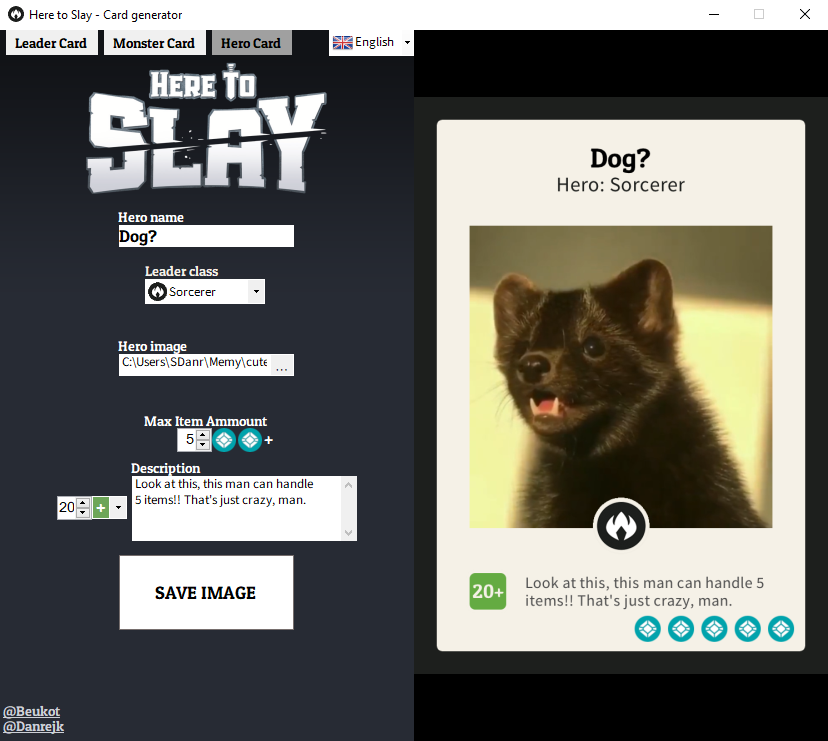 Here to Slay - Card generator
Leader Card
Monster Card
Hero Card
English
HERE TO
SLAY
Hero name
Dog?
Leader class
Sorcerer
Hero image
C:\Users\SDanr\Memy\cute
...
Max Item Ammount
5
+
Description
Look at this, this man can handle
5 items!! That's just crazy, man.
20
+
SAVE IMAGE
@Beukot
@Danrejk
Dog?
Hero: Sorcerer
20+
Look at this, this man can handle 5
items!! That's just crazy, man.